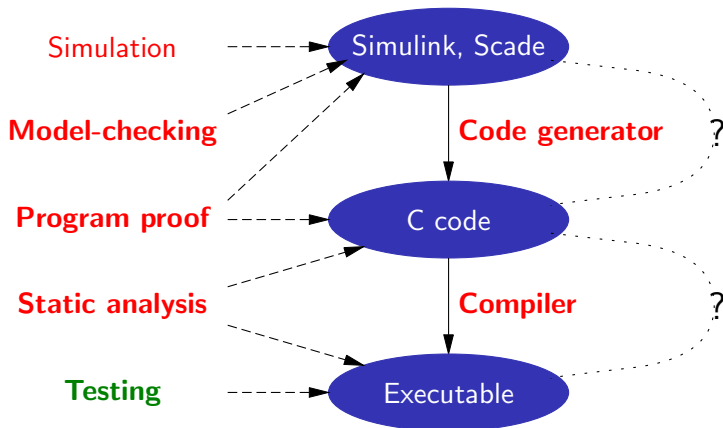 Simulation
Simulink, Scade
Model-checking
Code generator
?
Program proof
C code
Static analysis
Compiler
?
Testing
Executable